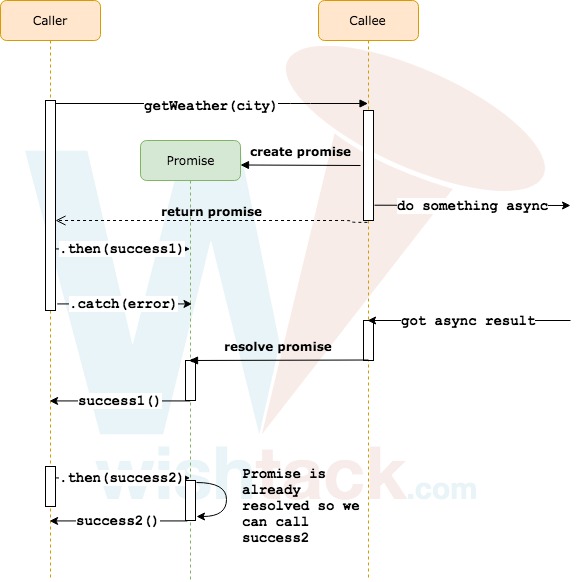 Caller
Callee
getWeather(city)
Promise
create promise
do something async
return promise
.then(success1)
.catch(error)
got async result
resolve promise
success1()
.then(success2)
Promise is
already
resolved so we
can call
success2
success2()
wishtack.com